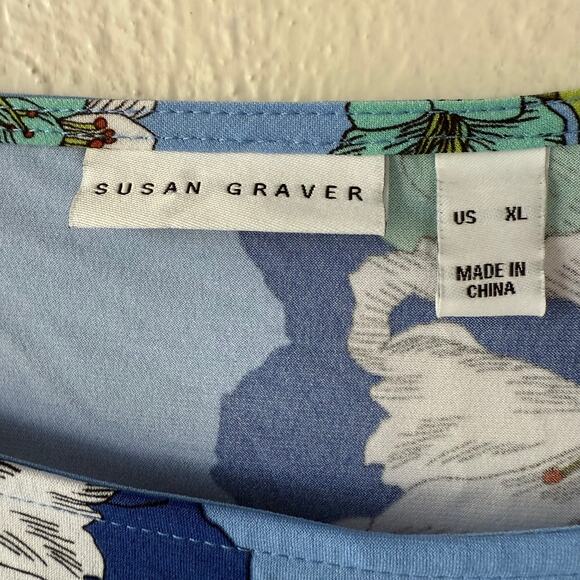 SUSAN GRAVER
US XL
MADE IN
CHINA